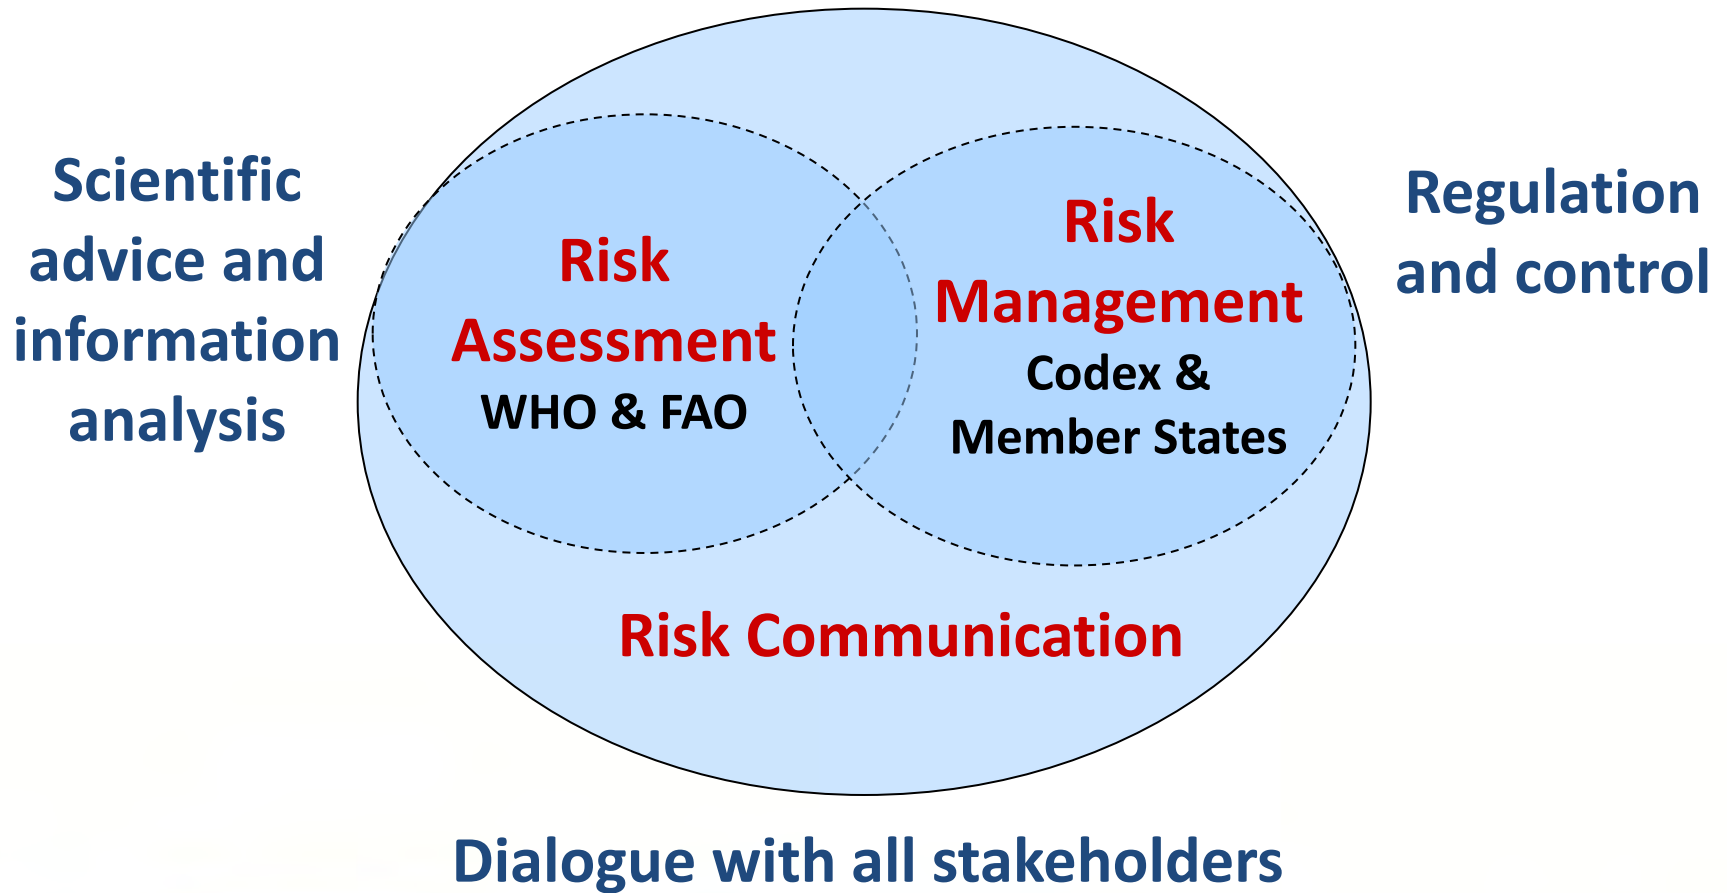 Scientific
advice and
information
analysis
Risk
Assessment
WHO & FAO
Risk
Management
Codex &
Member States
Regulation
and control
Risk Communication
Dialogue with all stakeholders